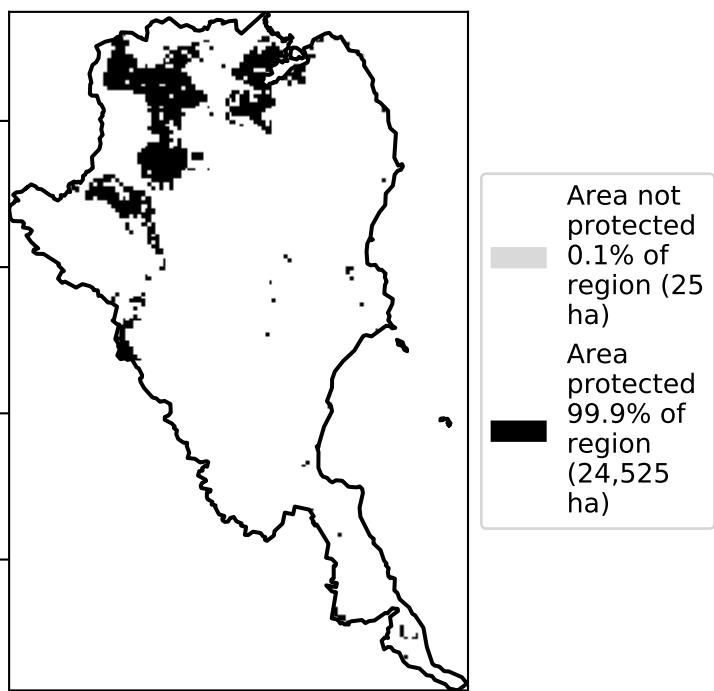 Area not
protected
0.1% of
region (25
ha)
Area
protected
99.9% of
region
(24,525
ha)